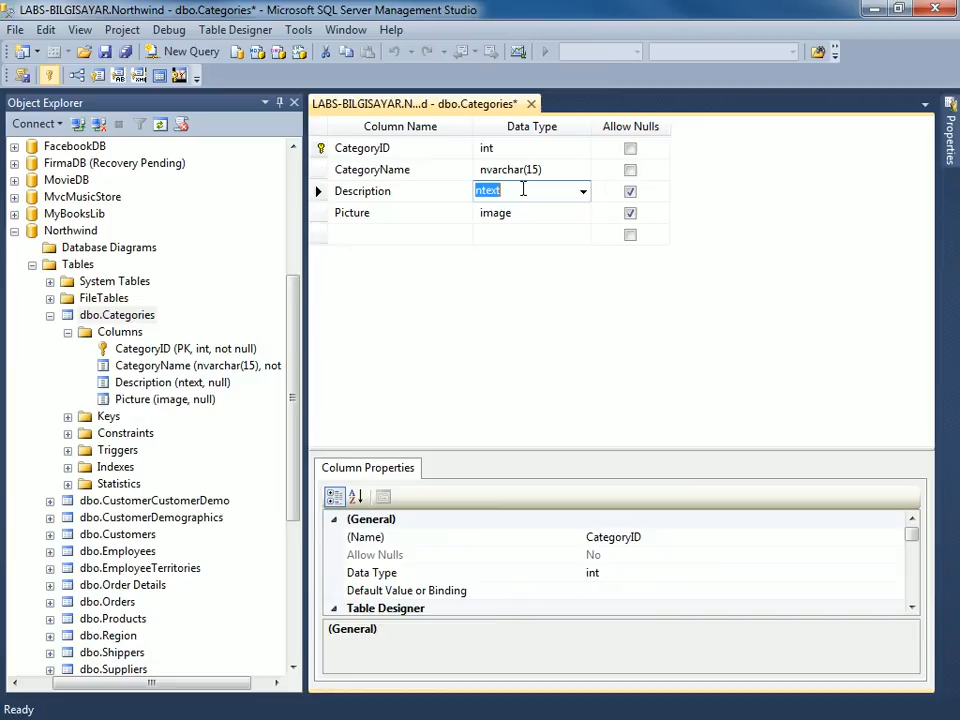 LABS-BILGISAYAR.Northwind - dbo.Categories* - Microsoft SQL Server Management Studio
File Edit View Project Debug Table Designer Tools Window Help
New Query
Object Explorer
Connect
FacebookDB
FirmaDB (Recovery Pending)
MovieDB
MvcMusicStore
MyBooksLib
Northwind
Database Diagrams
Tables
System Tables
FileTables
dbo.Categories
Columns
CategoryID (PK, int, not null)
CategoryName (nvarchar(15), not
Description (ntext, null)
Picture (image, null)
Keys
Constraints
Triggers
Indexes
Statistics
dbo.CustomerCustomerDemo
dbo.CustomerDemographics
dbo.Customers
dbo.Employees
dbo.EmployeeTerritories
dbo.Order Details
dbo.Orders
dbo.Products
dbo.Region
dbo.Shippers
dbo.Suppliers
LABS-BILGISAYAR.N...d - dbo.Categories*
Column Name Data Type Allow Nulls
CategoryID int
CategoryName nvarchar(15)
Description ntext
Picture image
Column Properties
(General)
(Name) CategoryID
Allow Nulls No
Data Type int
Default Value or Binding
Table Designer
(General)
Properties
Ready